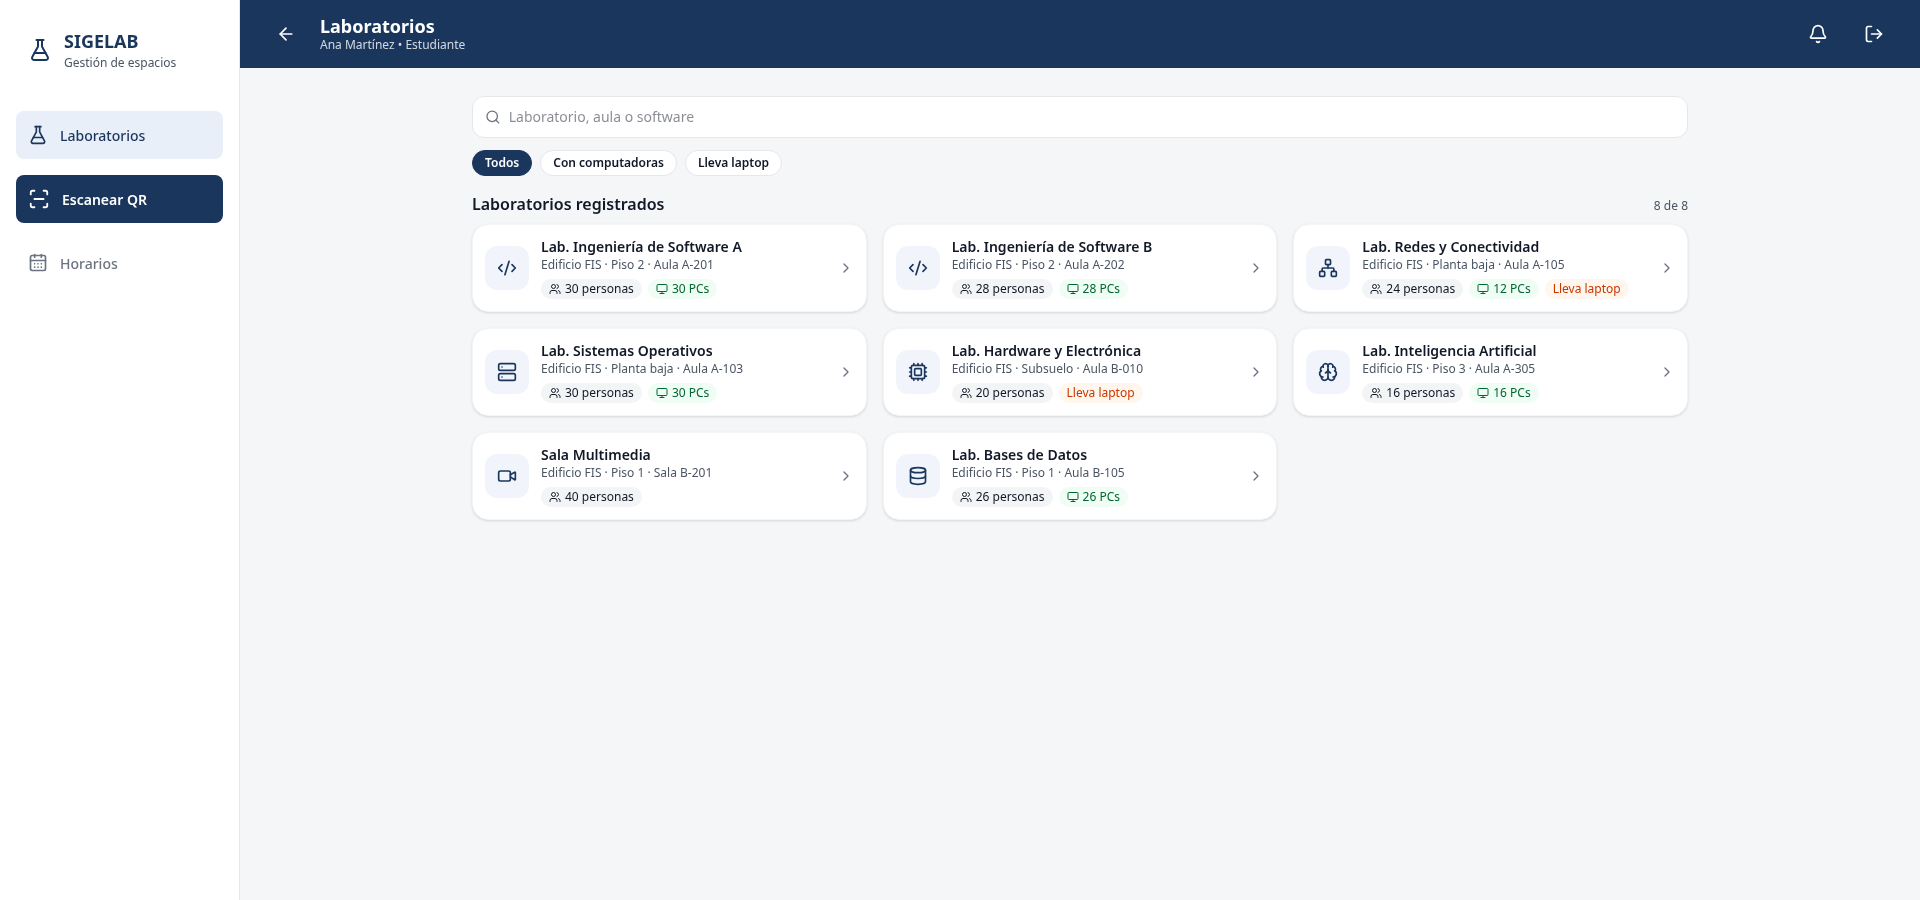 SIGELAB
Gestión de espacios
Laboratorios
Escanear QR
Horarios
Laboratorios
Ana Martínez • Estudiante
Laboratorio, aula o software
Todos
Con computadoras
Lleva laptop
Laboratorios registrados
8 de 8
Lab. Ingeniería de Software A
Edificio FIS · Piso 2 · Aula A-201
30 personas
30 PCs
Lab. Ingeniería de Software B
Edificio FIS · Piso 2 · Aula A-202
28 personas
28 PCs
Lab. Redes y Conectividad
Edificio FIS · Planta baja · Aula A-105
24 personas
12 PCs
Lleva laptop
Lab. Sistemas Operativos
Edificio FIS · Planta baja · Aula A-103
30 personas
30 PCs
Lab. Hardware y Electrónica
Edificio FIS · Subsuelo · Aula B-010
20 personas
Lleva laptop
Lab. Inteligencia Artificial
Edificio FIS · Piso 3 · Aula A-305
16 personas
16 PCs
Sala Multimedia
Edificio FIS · Piso 1 · Sala B-201
40 personas
Lab. Bases de Datos
Edificio FIS · Piso 1 · Aula B-105
26 personas
26 PCs